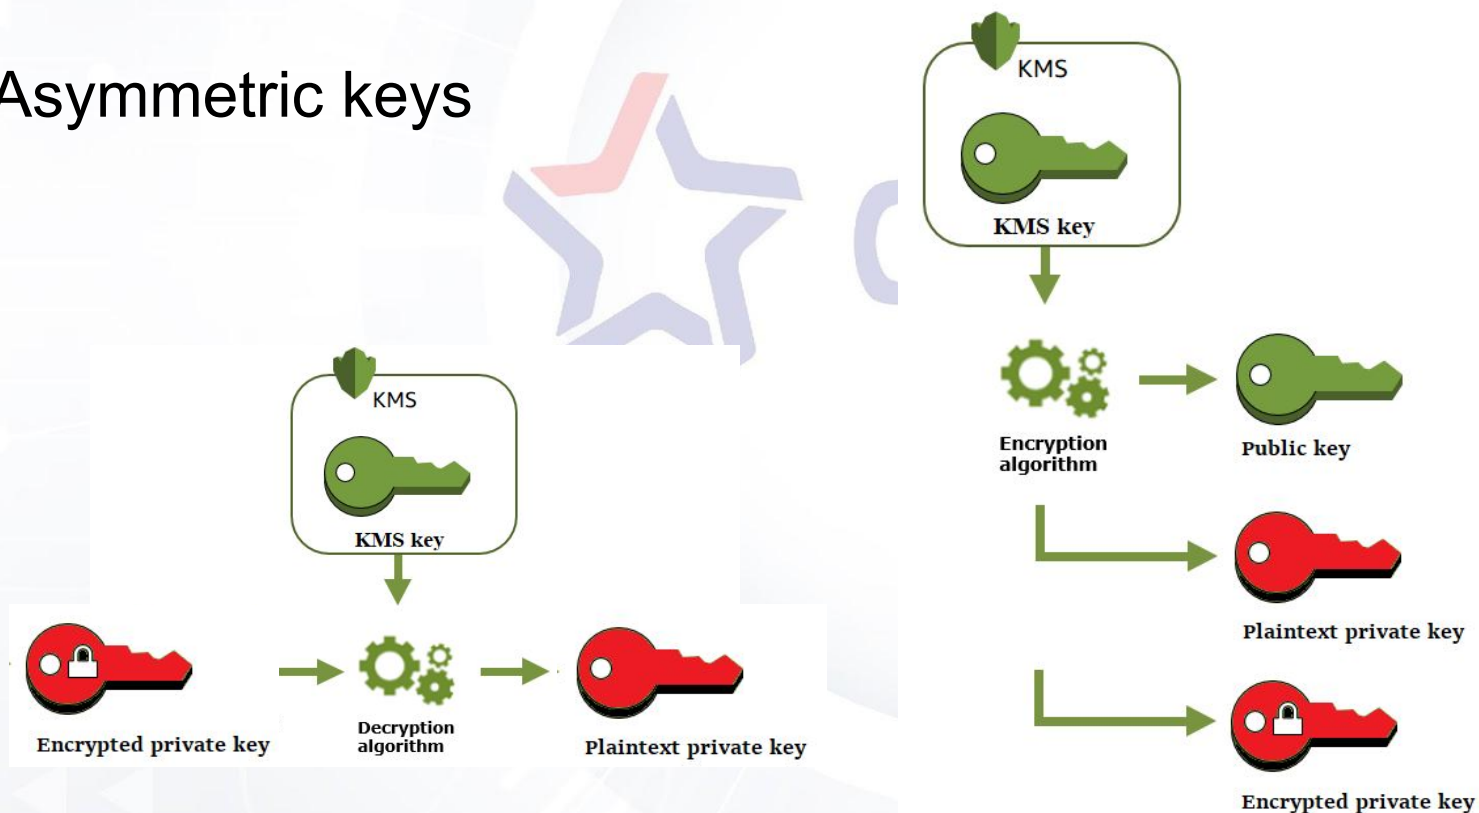 Asymmetric keys
KMS
KMS key
Encryption
algorithm
Public key
Plaintext private key
Encrypted private key
KMS
KMS key
Encrypted private key
Decryption
algorithm
Plaintext private key